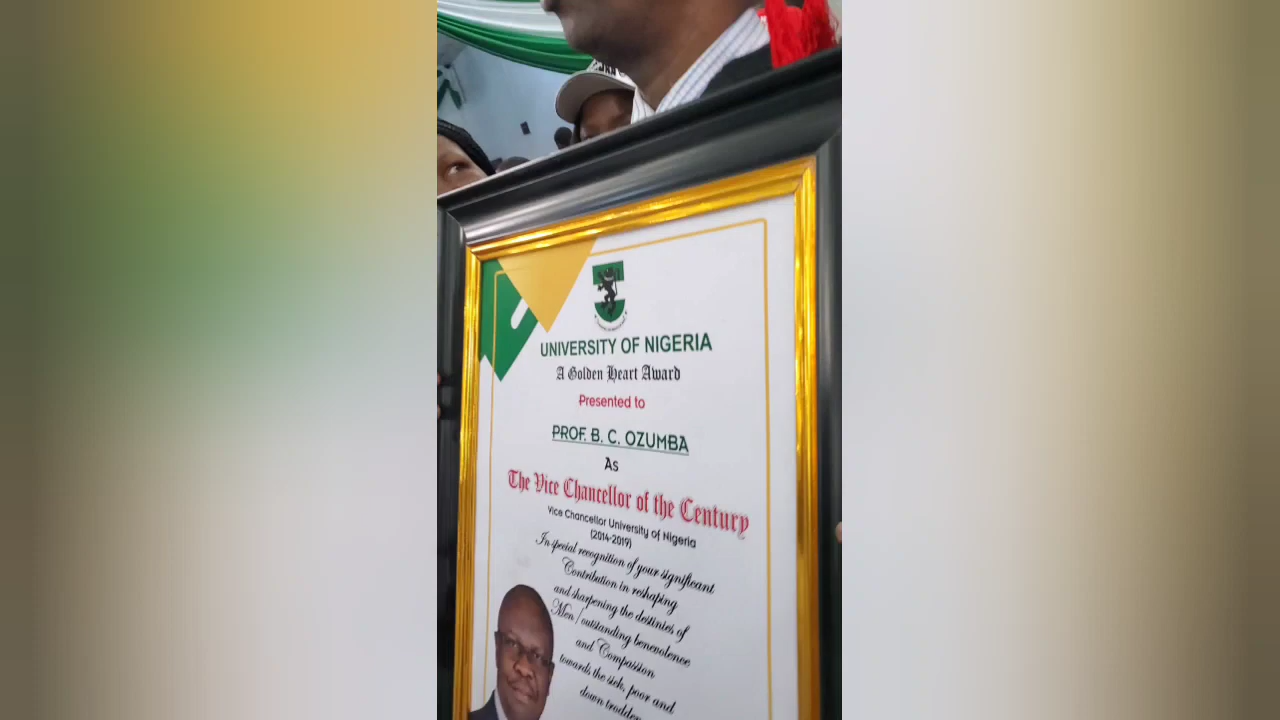 UNIVERSITY OF NIGERIA
A Golden Heart Award
Presented to
PROF. B. C. OZUMBA
As
The Vice Chancellor of the Century
Vice Chancellor University of Nigeria
(2014-2019)
In special recognition of your significant
Contribution in reshaping
and sharpening the destinies of
Men / outstanding benevolence
and Compassion
towards the sick, poor and
down trodden